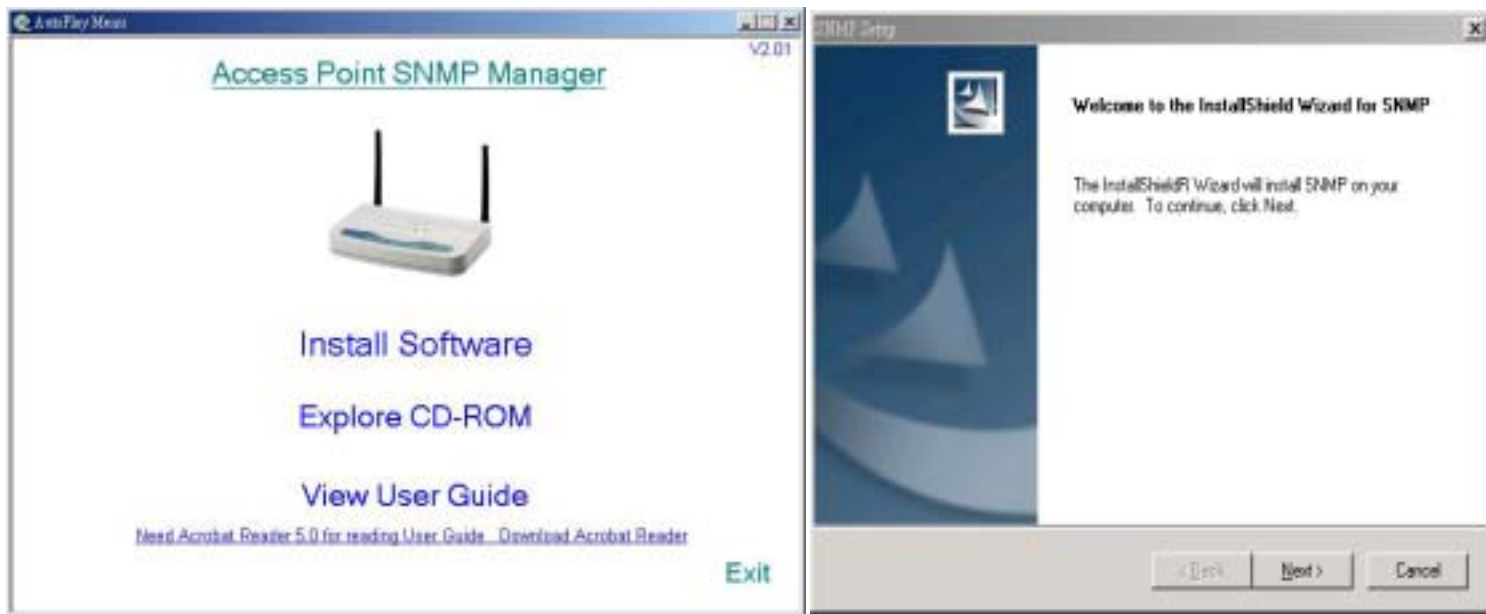 AutoPlay Menu
V2.01
Access Point SNMP Manager
Install Software
Explore CD-ROM
View User Guide
Need Acrobat Reader 5.0 for reading User Guide Download Acrobat Reader
Exit
SNMP Setup
Welcome to the InstallShield Wizard for SNMP
The InstallShieldR Wizard will install SNMP on your
computer. To continue, click Next.
< Back
Next >
Cancel